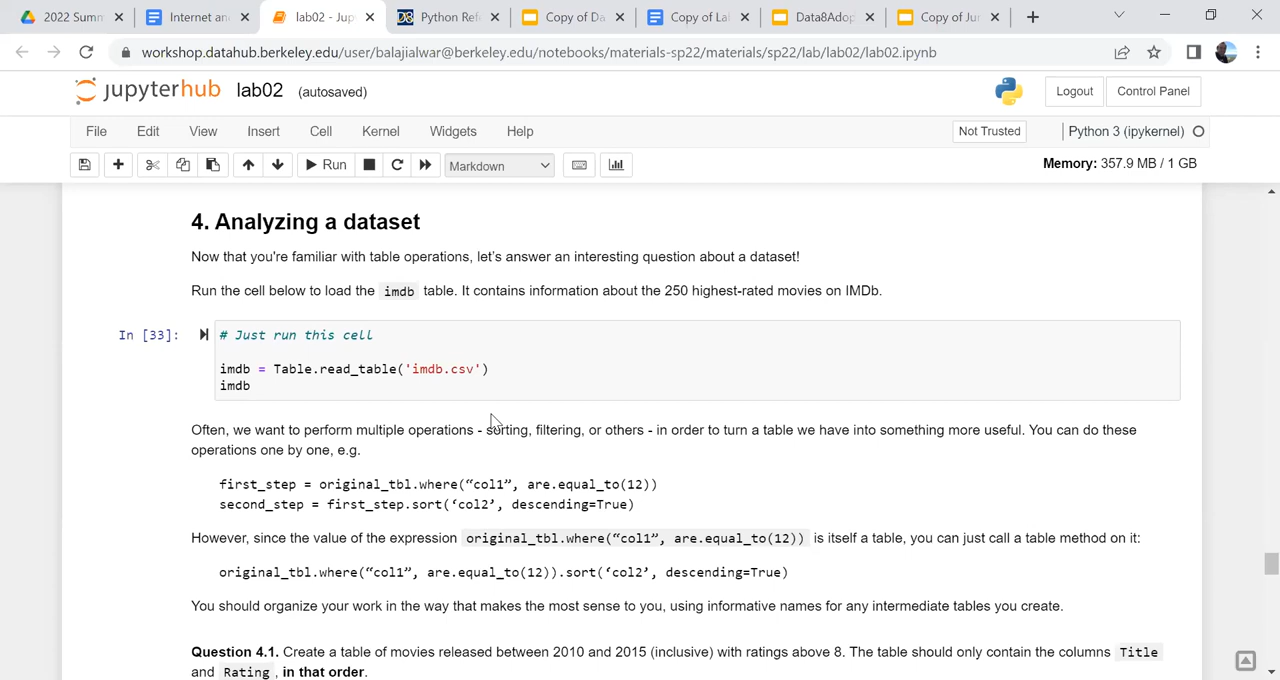 2022 Summ
Internet and
lab02 - Jup
Python Ref
Copy of Da
Copy of Lal
Data8Adop
Copy of Jur
workshop.datahub.berkeley.edu/user/balajialwar@berkeley.edu/notebooks/materials-sp22/materials/sp22/lab/lab02/lab02.ipynb
jupyterhub lab02 (autosaved)
Logout
Control Panel
File Edit View Insert Cell Kernel Widgets Help
Not Trusted
Python 3 (ipykernel)
Run
Markdown
Memory: 357.9 MB / 1 GB
4. Analyzing a dataset
Now that you're familiar with table operations, let's answer an interesting question about a dataset!
Run the cell below to load the imdb table. It contains information about the 250 highest-rated movies on IMDb.
In [33]:
# Just run this cell
imdb = Table.read_table('imdb.csv')
imdb
Often, we want to perform multiple operations - sorting, filtering, or others - in order to turn a table we have into something more useful. You can do these
operations one by one, e.g.
first_step = original_tbl.where(“col1”, are.equal_to(12))
second_step = first_step.sort(‘col2’, descending=True)
However, since the value of the expression original_tbl.where(“col1”, are.equal_to(12)) is itself a table, you can just call a table method on it:
original_tbl.where(“col1”, are.equal_to(12)).sort(‘col2’, descending=True)
You should organize your work in the way that makes the most sense to you, using informative names for any intermediate tables you create.
Question 4.1. Create a table of movies released between 2010 and 2015 (inclusive) with ratings above 8. The table should only contain the columns Title
and Rating , in that order.